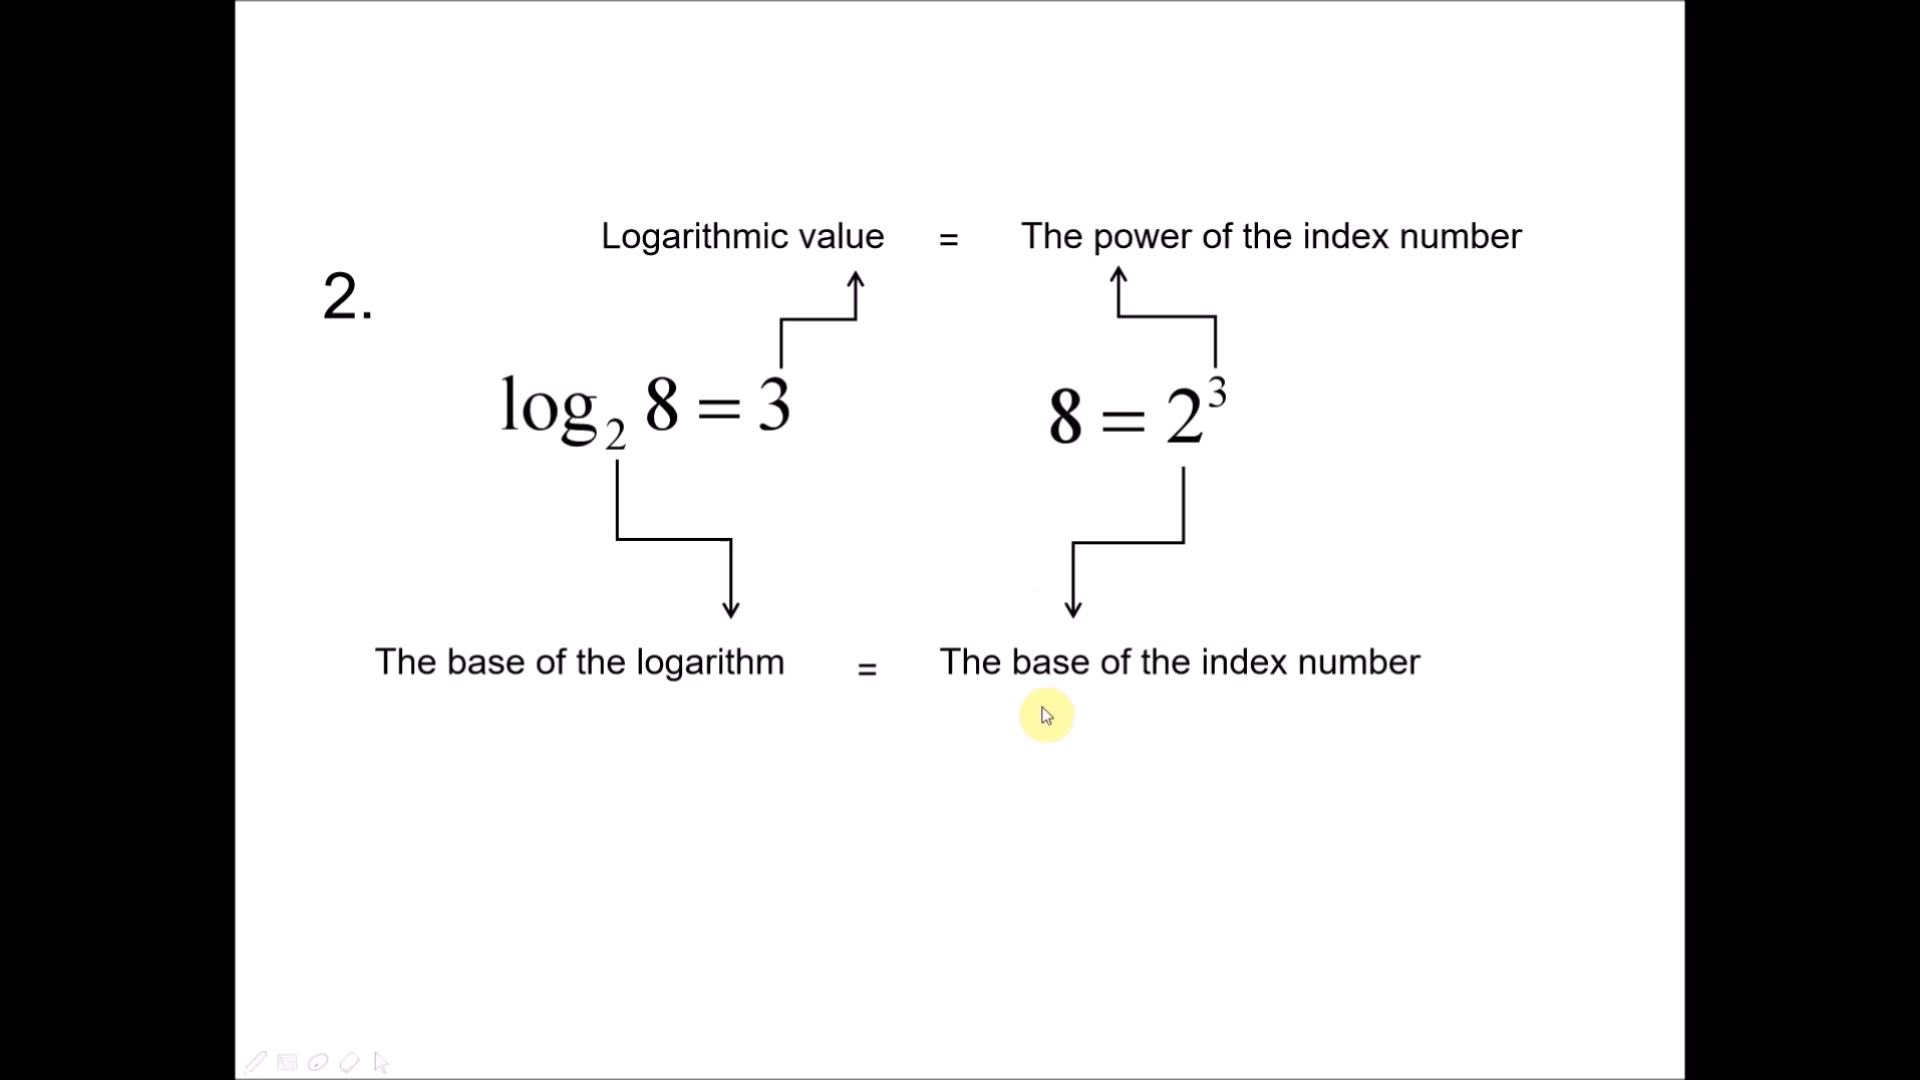 Logarithmic value = The power of the index number
2.
log₂ 8 = 3 8 = 2³
The base of the logarithm = The base of the index number